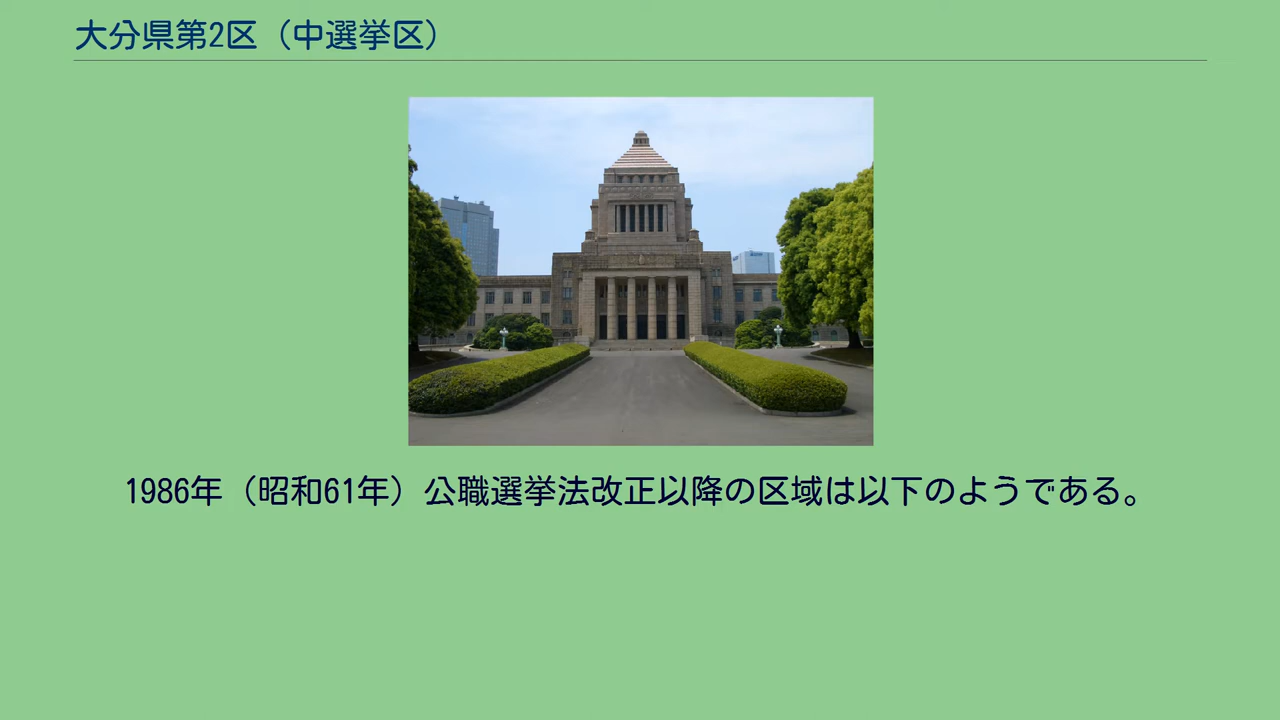 大分県第2区（中選挙区）
1986年（昭和61年）公職選挙法改正以降の区域は以下のようである。